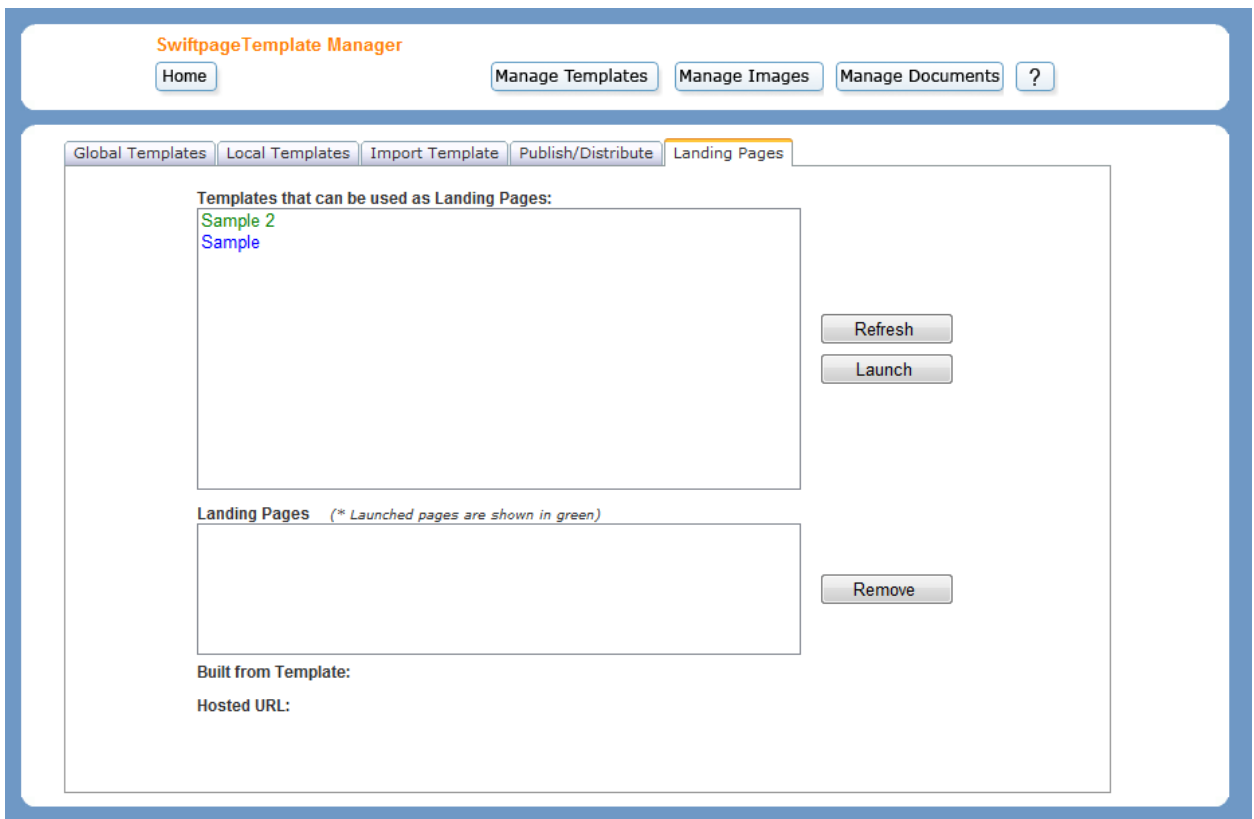 SwiftpageTemplate Manager
Home Manage Templates Manage Images Manage Documents ?
Global Templates Local Templates Import Template Publish/Distribute Landing Pages
Templates that can be used as Landing Pages:
Sample 2
Sample
Refresh
Launch
Landing Pages (* Launched pages are shown in green)
Remove
Built from Template:
Hosted URL: